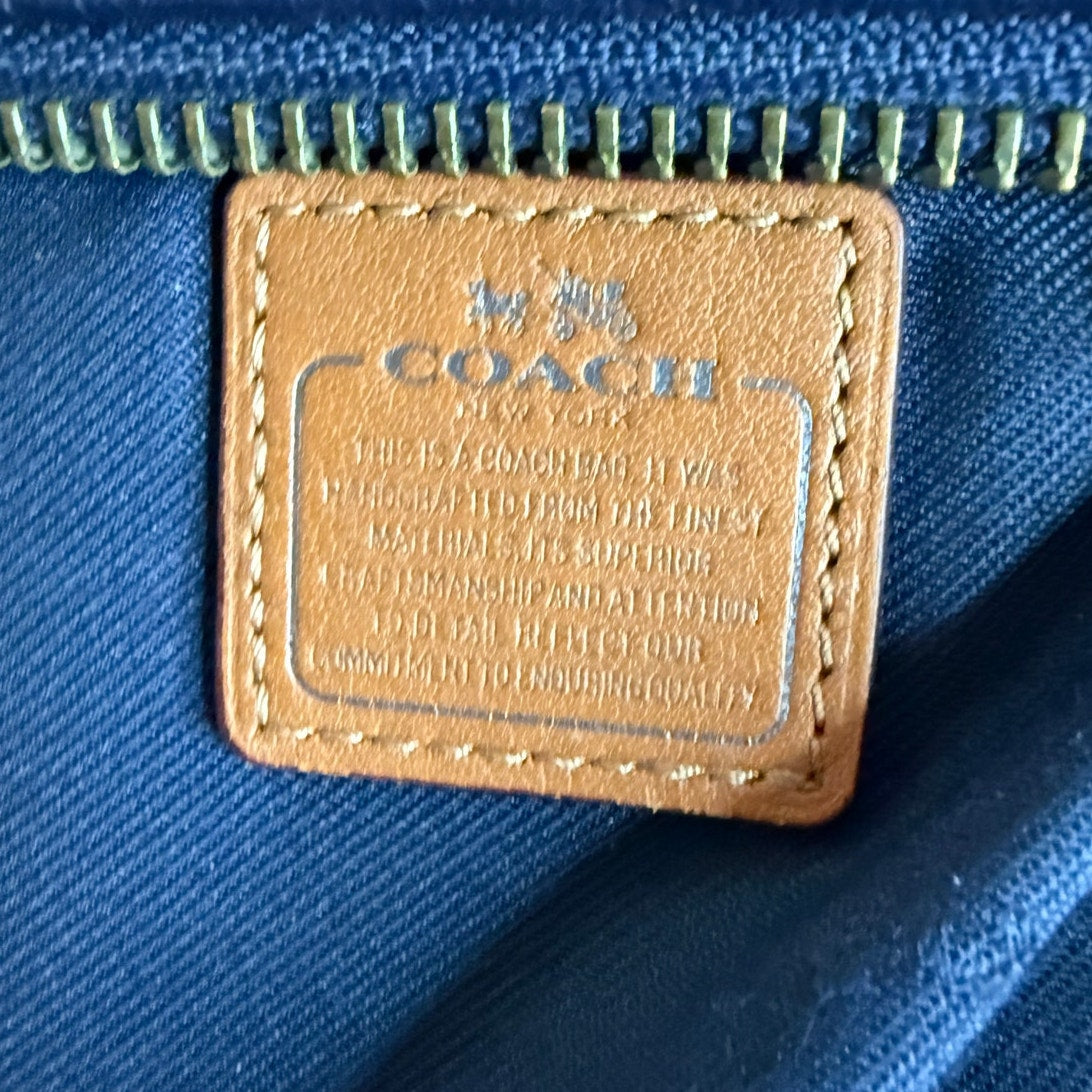 COACH
NEW YORK
THIS IS A COACH BAG. IT WAS
HANDCRAFTED FROM THE FINEST
MATERIALS. ITS SUPERIOR
CRAFTSMANSHIP AND ATTENTION
TO DETAIL REFLECT OUR
COMMITMENT TO ENDURING QUALITY